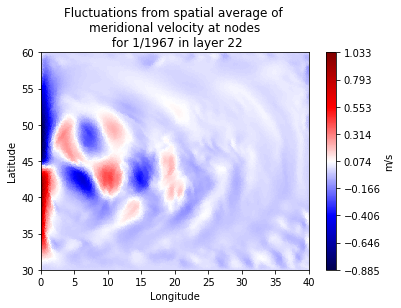 Fluctuations from spatial average of
meridional velocity at nodes
for 1/1967 in layer 22
60
55
50
45
40
35
30
Latitude
0 5 10 15 20 25 30 35 40
Longitude
1.033
0.793
0.553
0.314
0.074
−0.166
−0.406
−0.646
−0.885
m/s